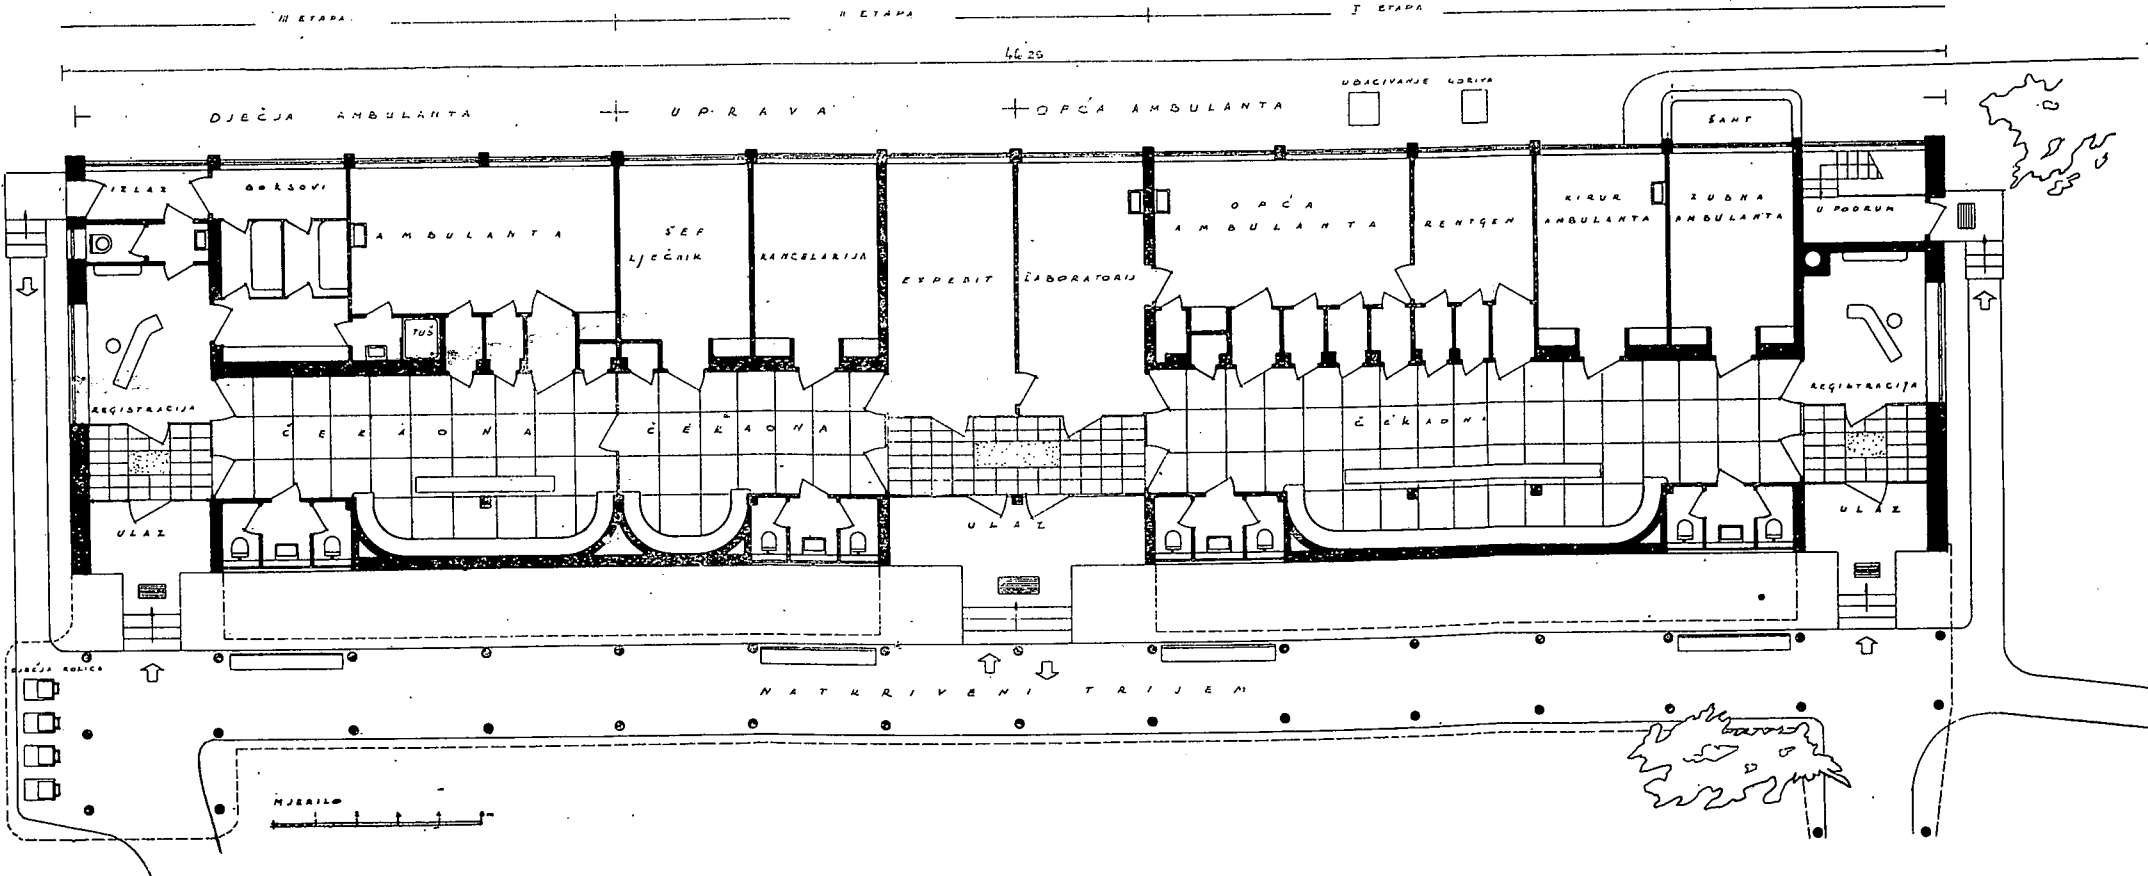 III ETAPA
II ETAPA
I ETAPA
46 25
UBACIVANJE GORIVA
DJEČJA AMBULANTA
UPRAVA
OPĆA AMBULANTA
ŠAHT
IZLAZ
BOKSOVI
AMBULANTA
ŠEF
LJEČNIK
KANCELARIJA
EXPEDIT
LABORATORIJ
OPĆA
AMBULANTA
RENTGEN
KIRUR
AMBULANTA
ZUBNA
AMBULANTA
U PODRUM
TUŠ
REGISTRACIJA
REGISTRACIJA
ČEKAONA
ČEKAONA
ČEKAONA
ULAZ
ULAZ
ULAZ
DJEČJA KOLICA
NATKRIVENI TRIJEM
MJERILO